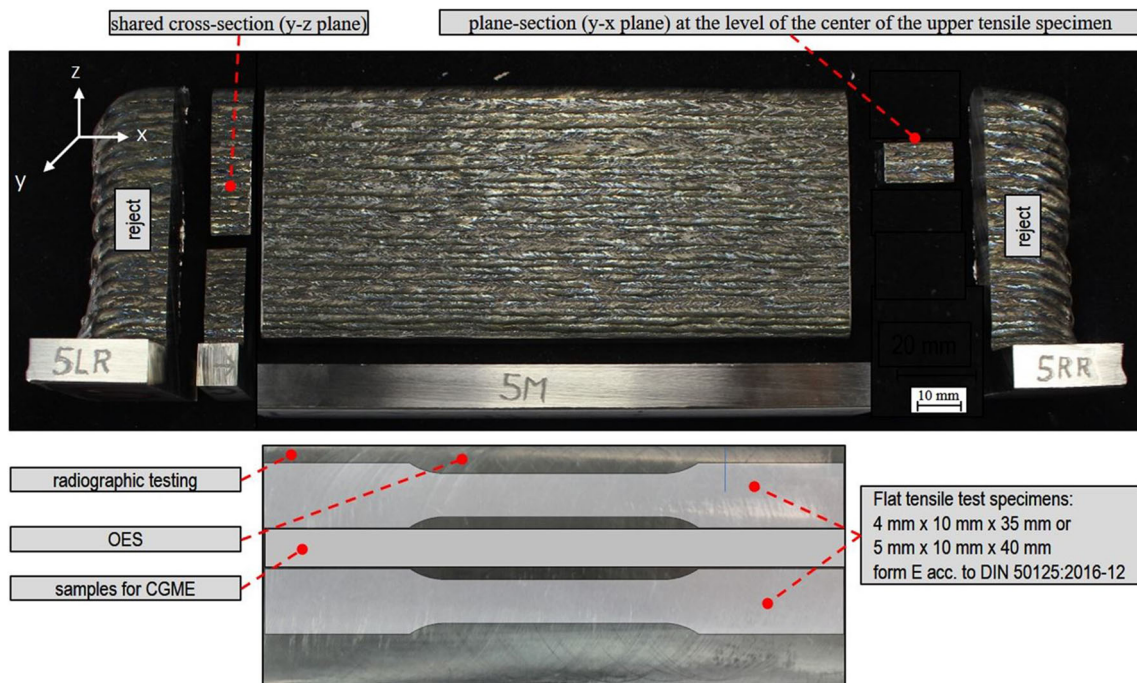 shared cross-section (y-z plane)
plane-section (y-x plane) at the level of the center of the upper tensile specimen
z
x
y
reject
reject
5LR
5M
20 mm
10 mm
5RR
radiographic testing
OES
samples for CGME
Flat tensile test specimens:
4 mm x 10 mm x 35 mm or
5 mm x 10 mm x 40 mm
form E acc. to DIN 50125:2016-12